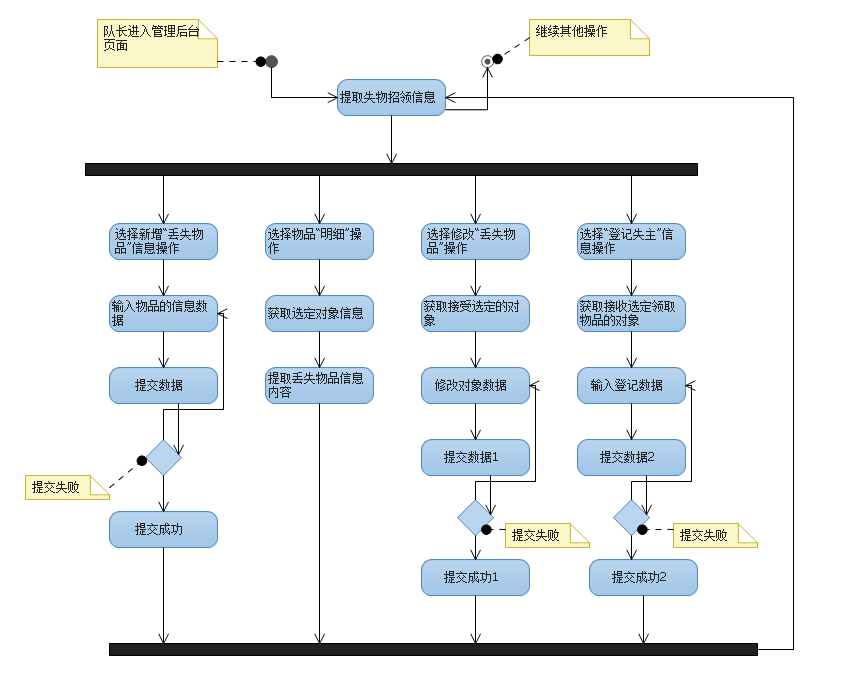 队长进入管理后台
页面
继续其他操作
提取失物招领信息
选择新增“丢失物
品”信息操作
选择物品“明细”操
作
选择修改“丢失物
品”操作
选择“登记失主”信
息操作
输入物品的信息数
据
获取选定对象信息
获取接受选定的对
象
获取接收选定领取
物品的对象
提交数据
提取丢失物品信息
内容
修改对象数据
输入登记数据
提交数据1
提交数据2
提交失败
提交成功
提交失败
提交失败
提交成功1
提交成功2